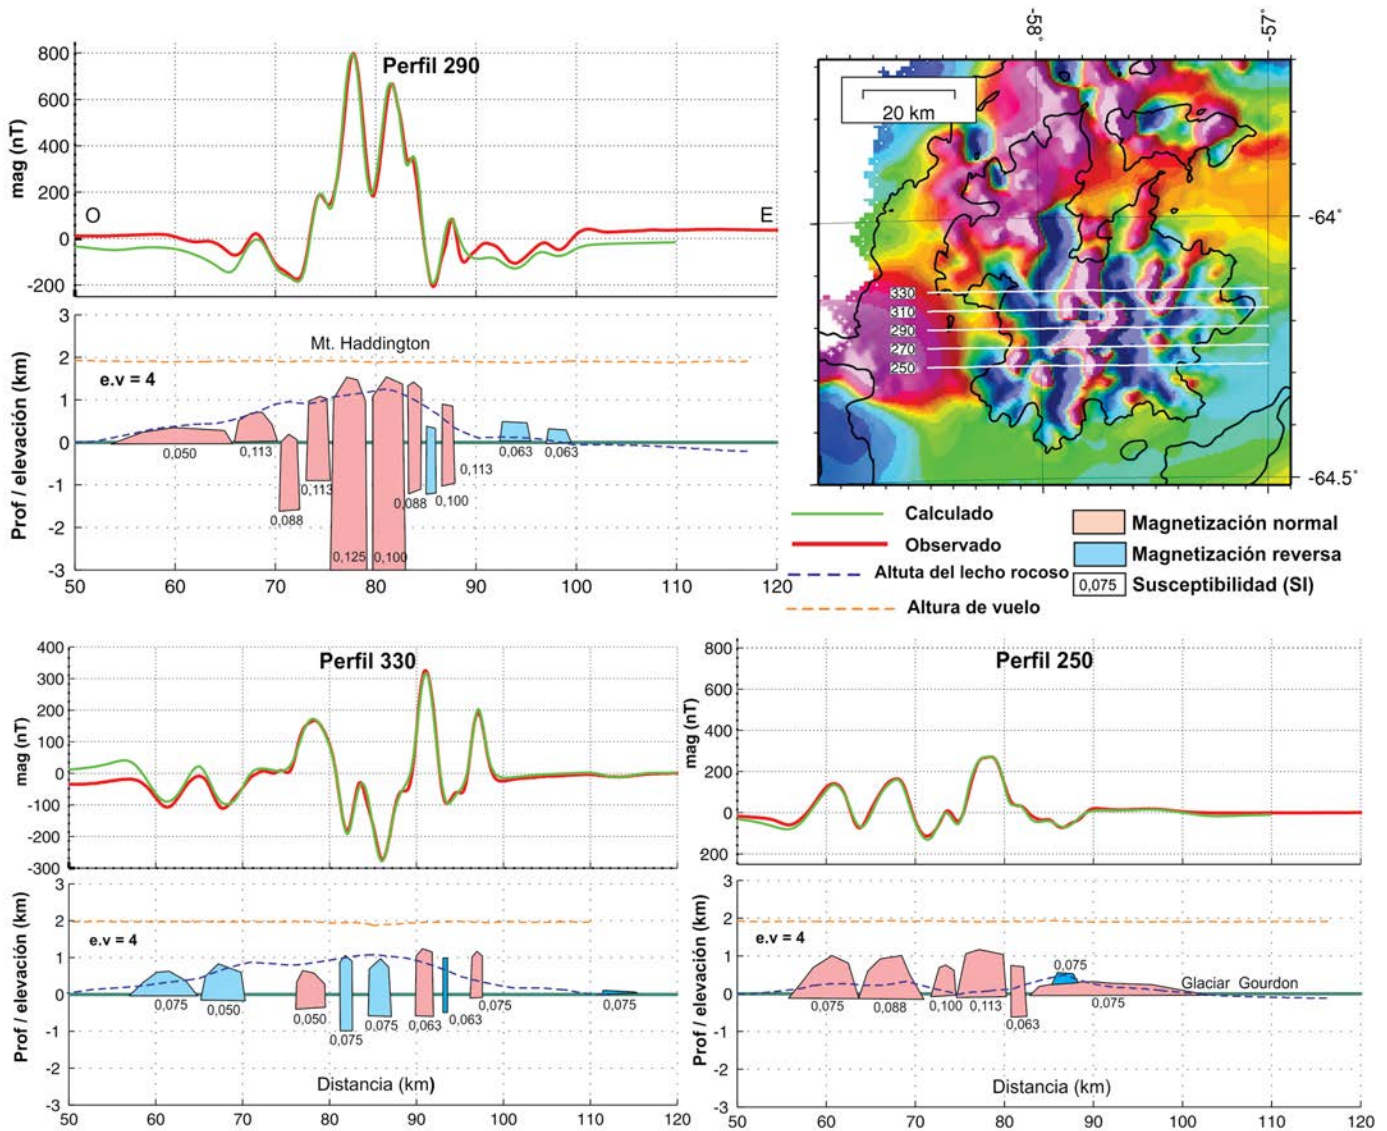 Perfil 290
mag (nT)
800
600
400
200
0
-200
O
E
Mt. Haddington
e.v = 4
Prof / elevación (km)
3
2
1
0
-1
-2
-3
0,050
0,113
0,088
0,113
0,125
0,100
0,088
0,100
0,113
0,063
0,063
50 60 70 80 90 100 110 120
-58°
-57°
20 km
-64°
-64.5°
330
310
290
270
250
Calculado
Observado
Altuta del lecho rocoso
Altura de vuelo
Magnetización normal
Magnetización reversa
0,075 Susceptibilidad (SI)
Perfil 330
mag (nT)
400
300
200
100
0
-100
-200
-300
e.v = 4
Prof / elevación (km)
3
2
1
0
-1
-2
-3
0,075
0,050
0,050
0,075
0,075
0,063
0,063
0,075
0,075
Distancia (km)
50 60 70 80 90 100 110 120
Perfil 250
mag (nT)
800
600
400
200
0
200
e.v = 4
Prof / elevación (km)
3
2
1
0
-1
-2
-3
0,075
0,088
0,100
0,113
0,063
0,075
0,075
Glaciar Gourdon
Distancia (km)
50 60 70 80 90 100 110 120